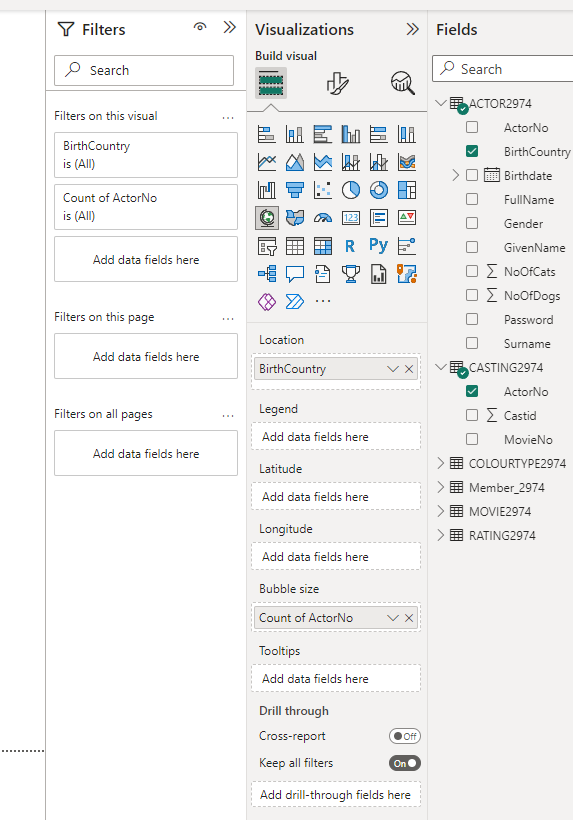 Filters
Search
Filters on this visual
...
BirthCountry
is (All)
Count of ActorNo
is (All)
Add data fields here
Filters on this page
...
Add data fields here
Filters on all pages
...
Add data fields here
Visualizations
Build visual
123
R
Py
...
Location
BirthCountry
Legend
Add data fields here
Latitude
Add data fields here
Longitude
Add data fields here
Bubble size
Count of ActorNo
Tooltips
Add data fields here
Drill through
Cross-report
Off
Keep all filters
On
Add drill-through fields here
Fields
Search
ACTOR2974
ActorNo
BirthCountry
Birthdate
FullName
Gender
GivenName
∑ NoOfCats
∑ NoOfDogs
Password
Surname
CASTING2974
ActorNo
∑ Castid
MovieNo
COLOURTYPE2974
Member_2974
MOVIE2974
RATING2974